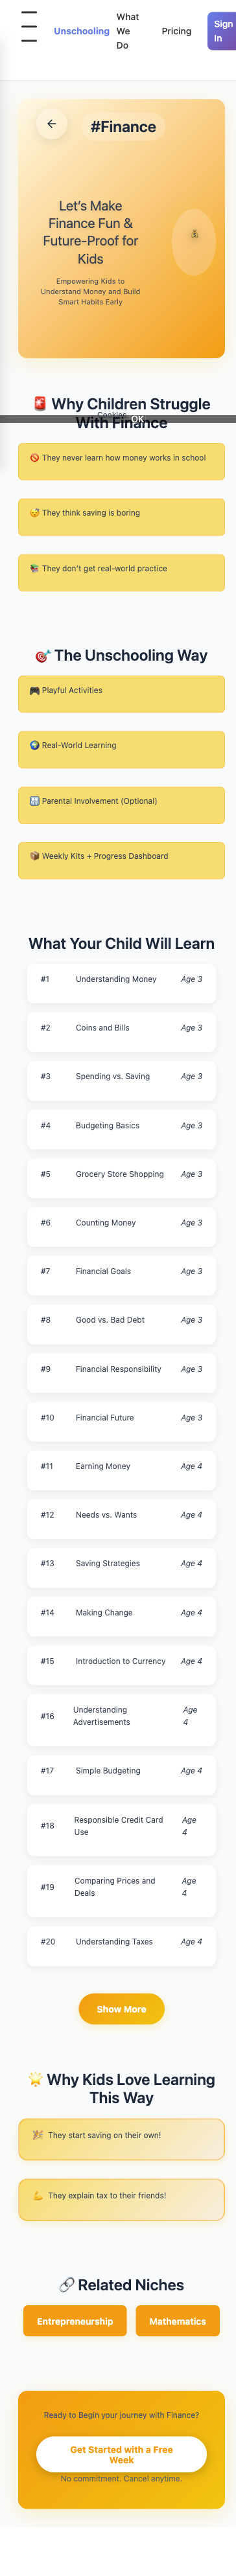 Unschooling
What
We
Do
Pricing
Sign
In
#Finance
Let's Make
Finance Fun &
Future-Proof for
Kids
Empowering Kids to
Understand Money and Build
Smart Habits Early
🚨 Why Children Struggle
With Finance
Cookies
OK
🚫 They never learn how money works in school
😴 They think saving is boring
📚 They don't get real-world practice
🎯 The Unschooling Way
🎮 Playful Activities
🌍 Real-World Learning
Parental Involvement (Optional)
📦 Weekly Kits + Progress Dashboard
What Your Child Will Learn
#1 Understanding Money Age 3
#2 Coins and Bills Age 3
#3 Spending vs. Saving Age 3
#4 Budgeting Basics Age 3
#5 Grocery Store Shopping Age 3
#6 Counting Money Age 3
#7 Financial Goals Age 3
#8 Good vs. Bad Debt Age 3
#9 Financial Responsibility Age 3
#10 Financial Future Age 3
#11 Earning Money Age 4
#12 Needs vs. Wants Age 4
#13 Saving Strategies Age 4
#14 Making Change Age 4
#15 Introduction to Currency Age 4
#16 Understanding
Advertisements
Age
4
#17 Simple Budgeting Age 4
#18 Responsible Credit Card
Use
Age
4
#19 Comparing Prices and
Deals
Age
4
#20 Understanding Taxes Age 4
Show More
🌟 Why Kids Love Learning
This Way
🎉 They start saving on their own!
💪 They explain tax to their friends!
🔗 Related Niches
Entrepreneurship
Mathematics
Ready to Begin your journey with Finance?
Get Started with a Free
Week
No commitment. Cancel anytime.